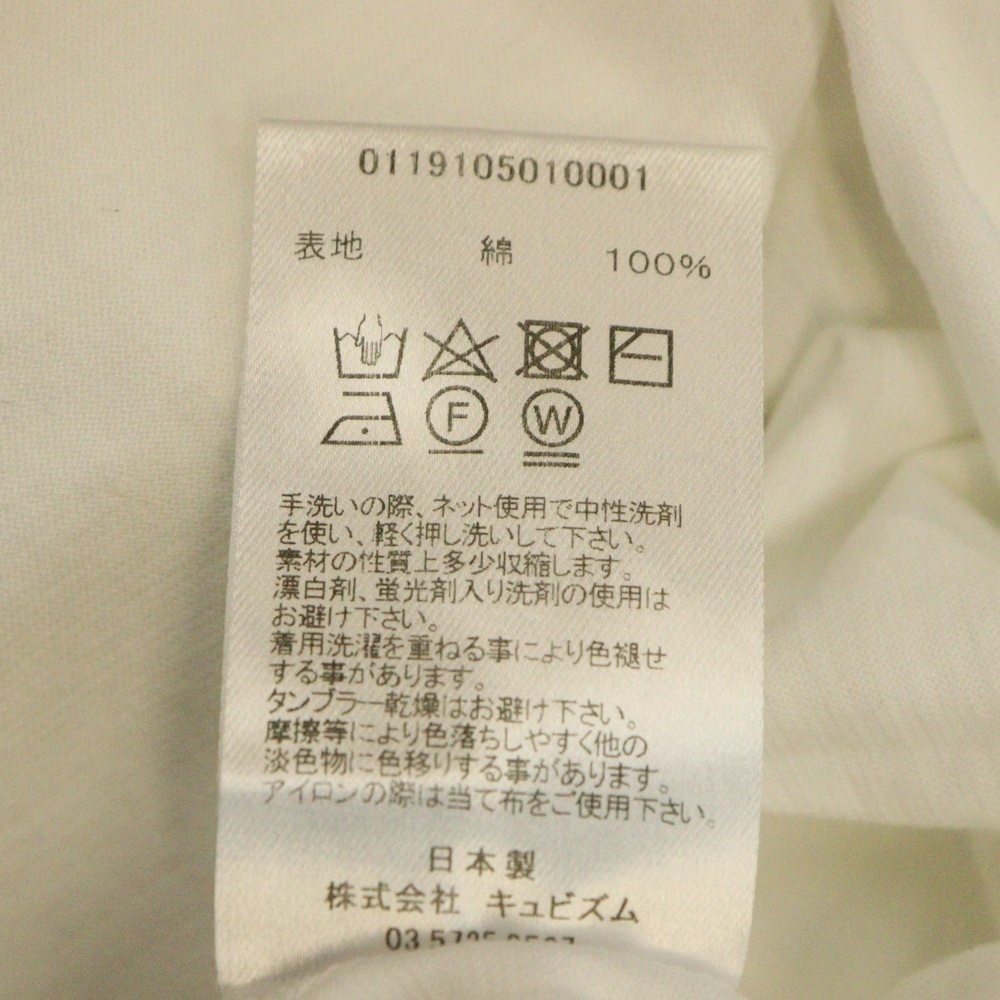 0119105010001
表地 綿 100%
F W
手洗いの際、ネット使用で中性洗剤
を使い、軽く押し洗いして下さい。
素材の性質上多少収縮します。
漂白剤、蛍光剤入り洗剤の使用は
お避け下さい。
着用洗濯を重ねる事により色褪せ
する事があります。
タンブラー乾燥はお避け下さい。
摩擦等により色落ちしやすく他の
淡色物に色移りする事があります。
アイロンの際は当て布をご使用下さい。
日本製
株式会社 キュビズム
03